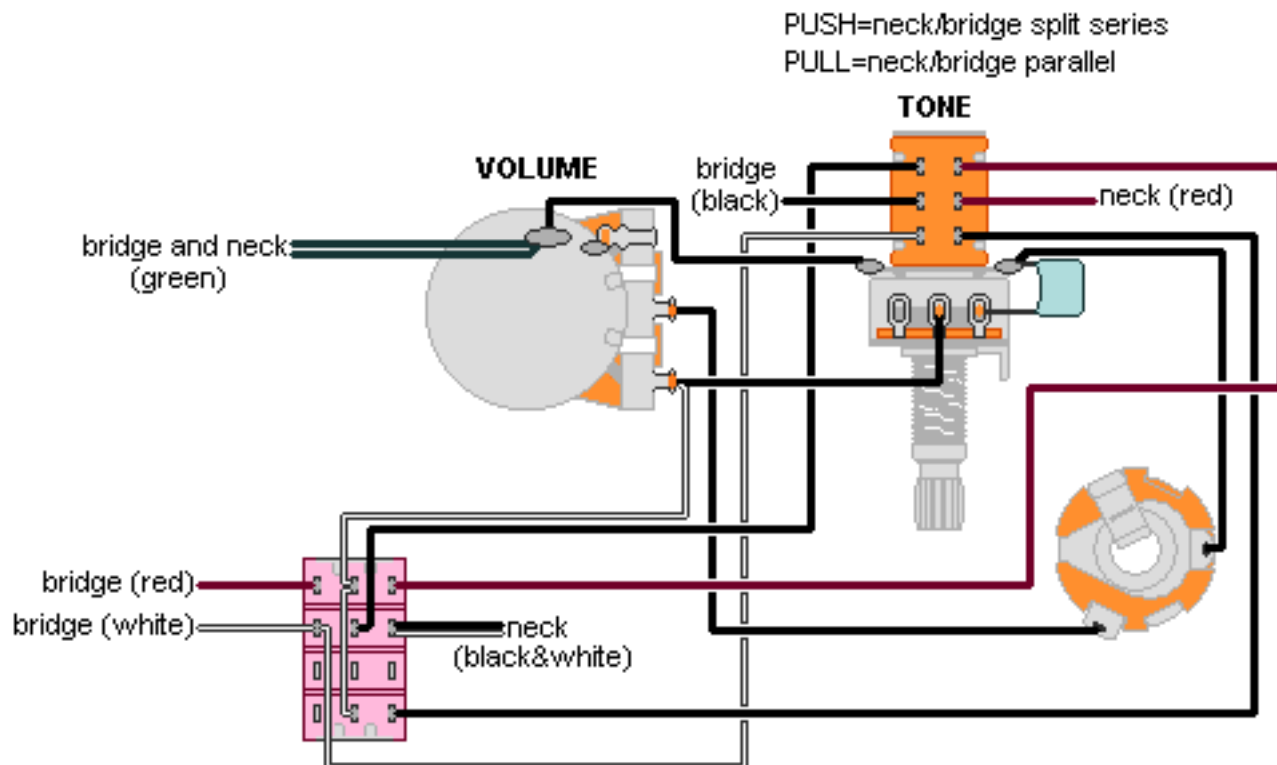 PUSH=neck/bridge split series
PULL=neck/bridge parallel
TONE
VOLUME
bridge
(black)
neck (red)
bridge and neck
(green)
bridge (red)
bridge (white)
neck
(black&white)